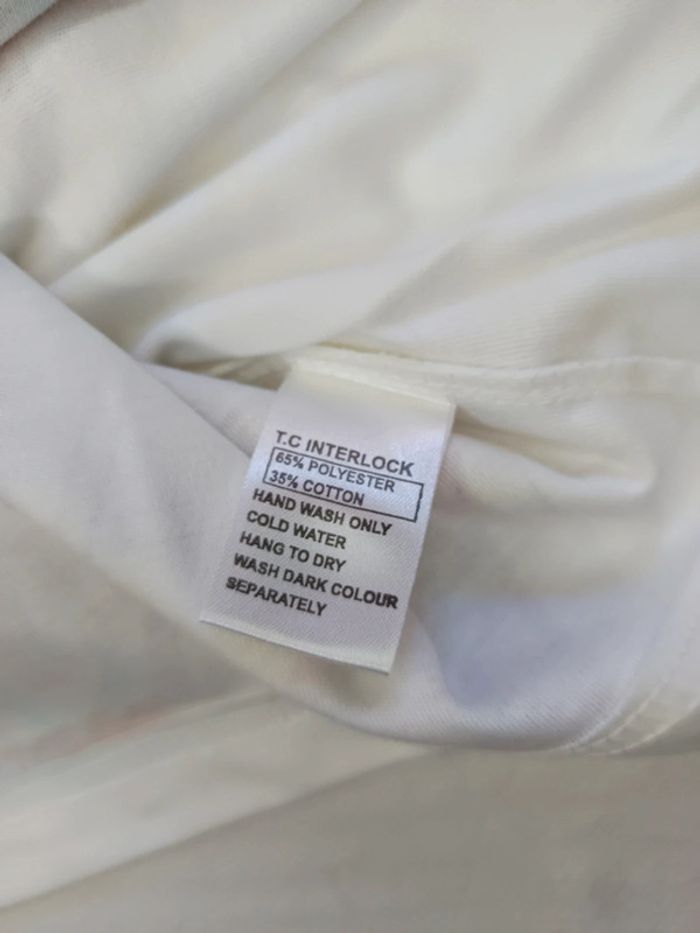 T.C INTERLOCK
65% POLYESTER
35% COTTON
HAND WASH ONLY
COLD WATER
HANG TO DRY
WASH DARK COLOUR
SEPARATELY